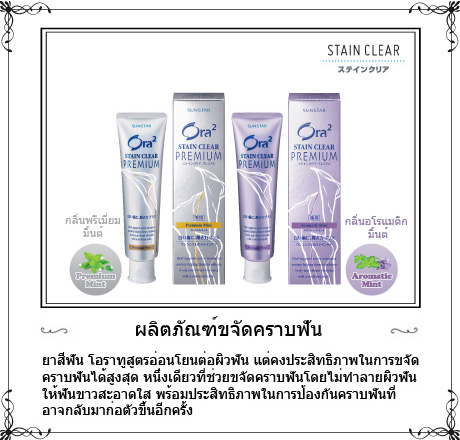 STAIN CLEAR
ステインクリア
SUNSTAR
Ora²
STAIN CLEAR
PREMIUM
Premium Mint
SUNSTAR
Ora²
STAIN CLEAR
PREMIUM
SUNSTAR
Ora²
STAIN CLEAR
PREMIUM
SUNSTAR
Ora²
STAIN CLEAR
PREMIUM
Aromatic Mint
กลิ่นพรีเมี่ยม
มิ้นต์
Premium
Mint
กลิ่นอโรแมติก
มิ้นต์
Aromatic
Mint
ผลิตภัณฑ์ขจัดคราบฟัน
ยาสีฟัน โอราทูสูตรอ่อนโยนต่อผิวฟัน แต่คงประสิทธิภาพในการขจัด
คราบฟันได้สูงสุด หนึ่งเดียวที่ช่วยขจัดคราบฟันโดยไม่ทำลายผิวฟัน
ให้ฟันขาวสะอาดใส พร้อมประสิทธิภาพในการป้องกันคราบฟันที่
อาจกลับมาก่อตัวขึ้นอีกครั้ง